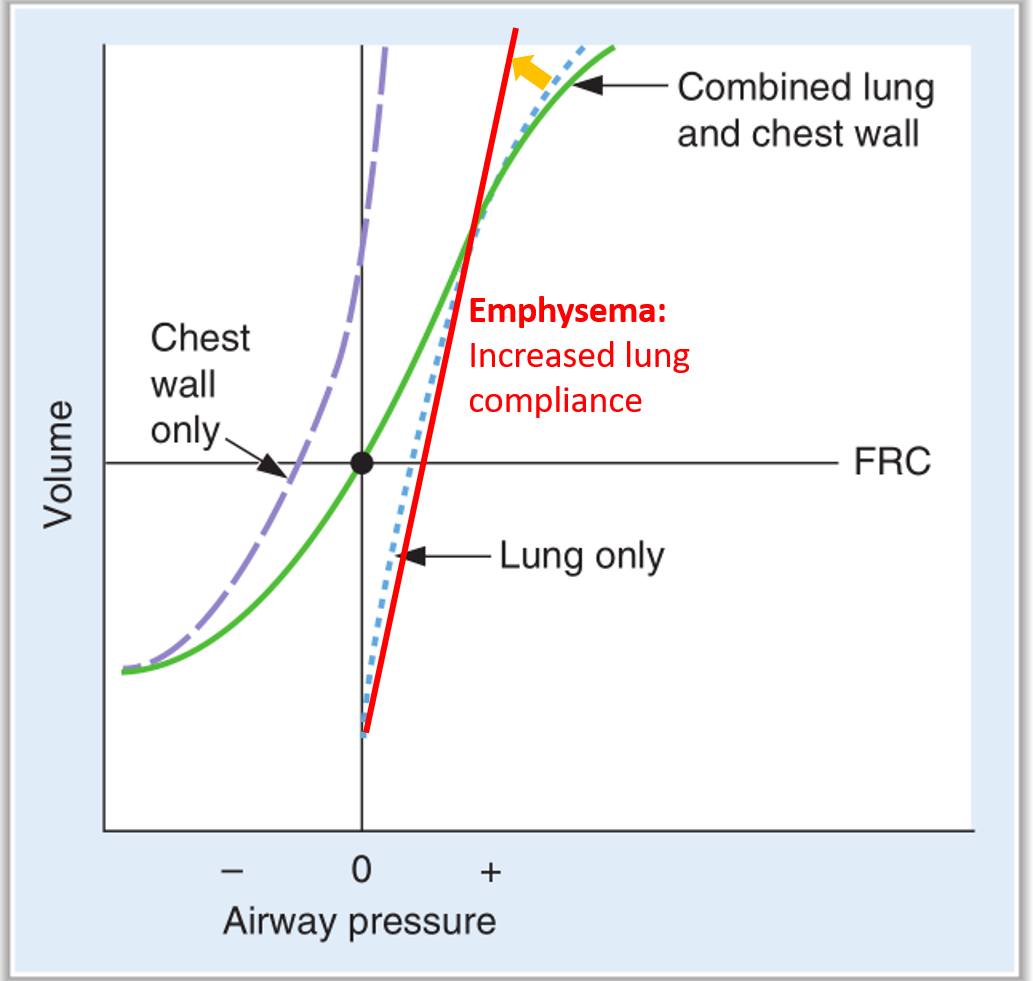 Combined lung
and chest wall
Emphysema:
Increased lung
compliance
Chest
wall
only
Volume
FRC
Lung only
– 0 +
Airway pressure